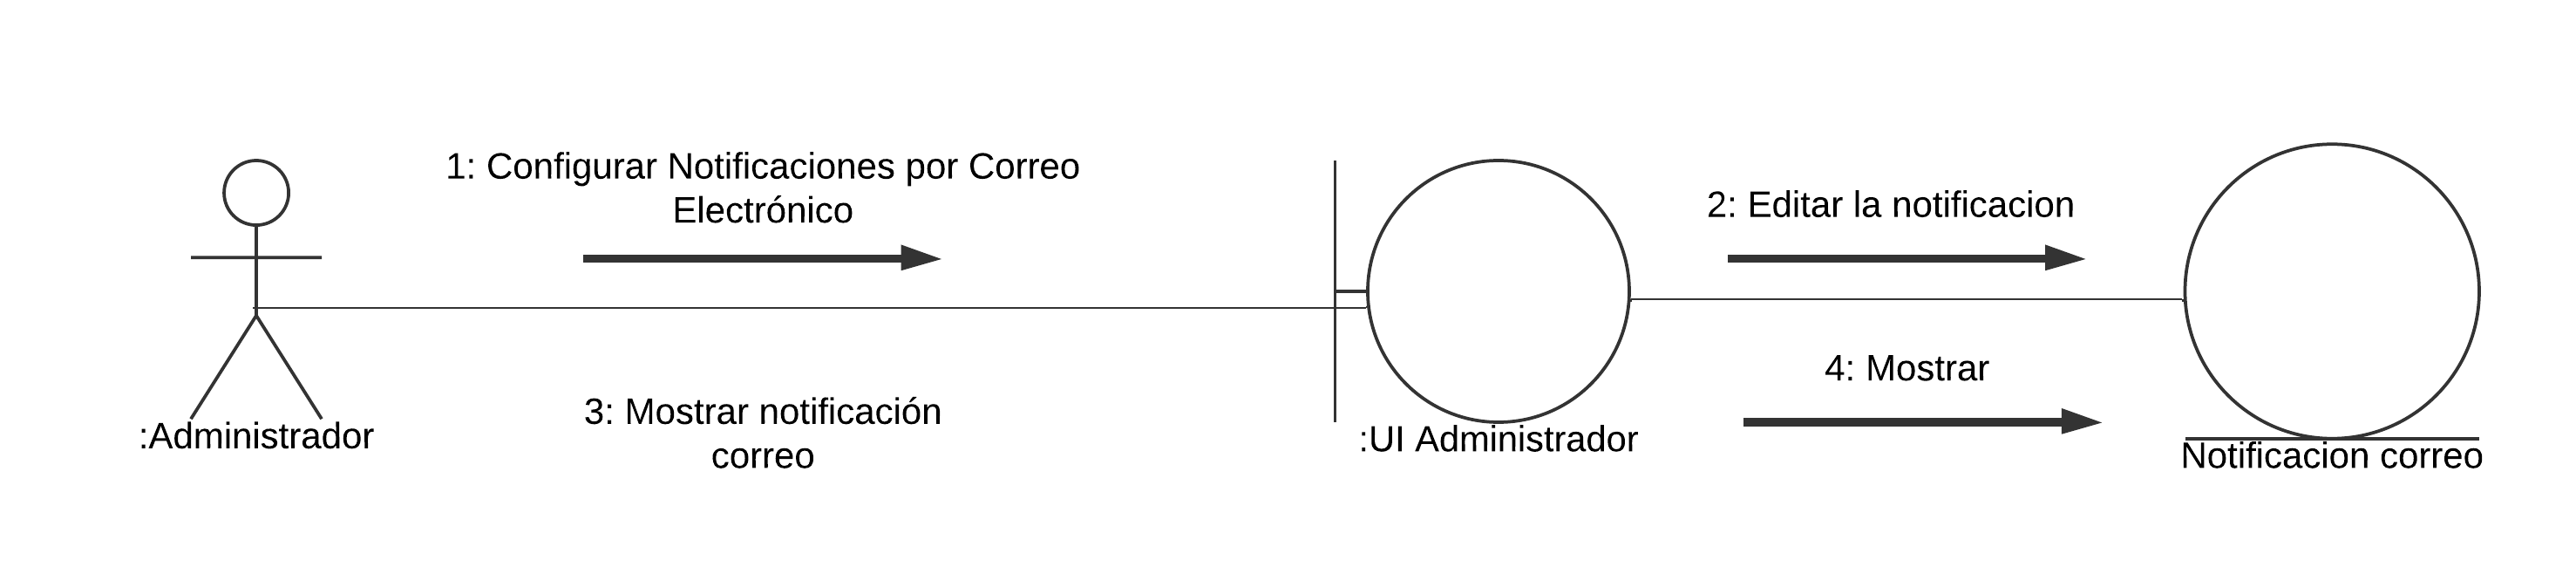 1: Configurar Notificaciones por Correo
Electrónico
2: Editar la notificacion
4: Mostrar
3: Mostrar notificación
correo
:Administrador
:UI Administrador
Notificacion correo